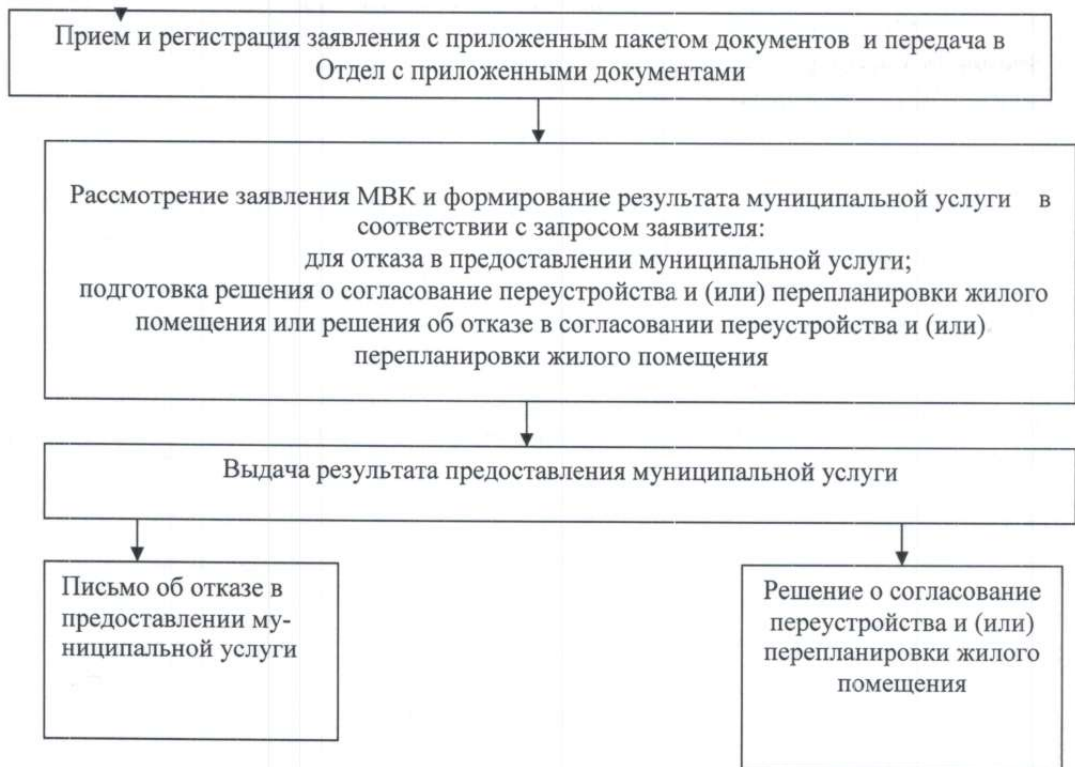 Прием и регистрация заявления с приложенным пакетом документов и передача в
Отдел с приложенными документами
Рассмотрение заявления МВК и формирование результата муниципальной услуги в
соответствии с запросом заявителя:
для отказа в предоставлении муниципальной услуги;
подготовка решения о согласование переустройства и (или) перепланировки жилого
помещения или решения об отказе в согласовании переустройства и (или)
перепланировки жилого помещения
Выдача результата предоставления муниципальной услуги
Письмо об отказе в
предоставлении му-
ниципальной услуги
Решение о согласование
переустройства и (или)
перепланировки жилого
помещения